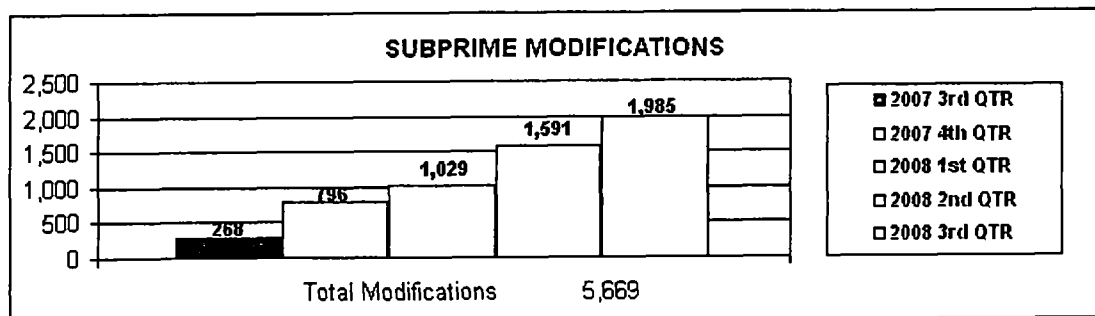 SUBPRIME MODIFICATIONS
2,500
2,000
1,500
1,000
500
0
268
796
1,029
1,591
1,985
2007 3rd QTR
2007 4th QTR
2008 1st QTR
2008 2nd QTR
2008 3rd QTR
Total Modifications 5,669